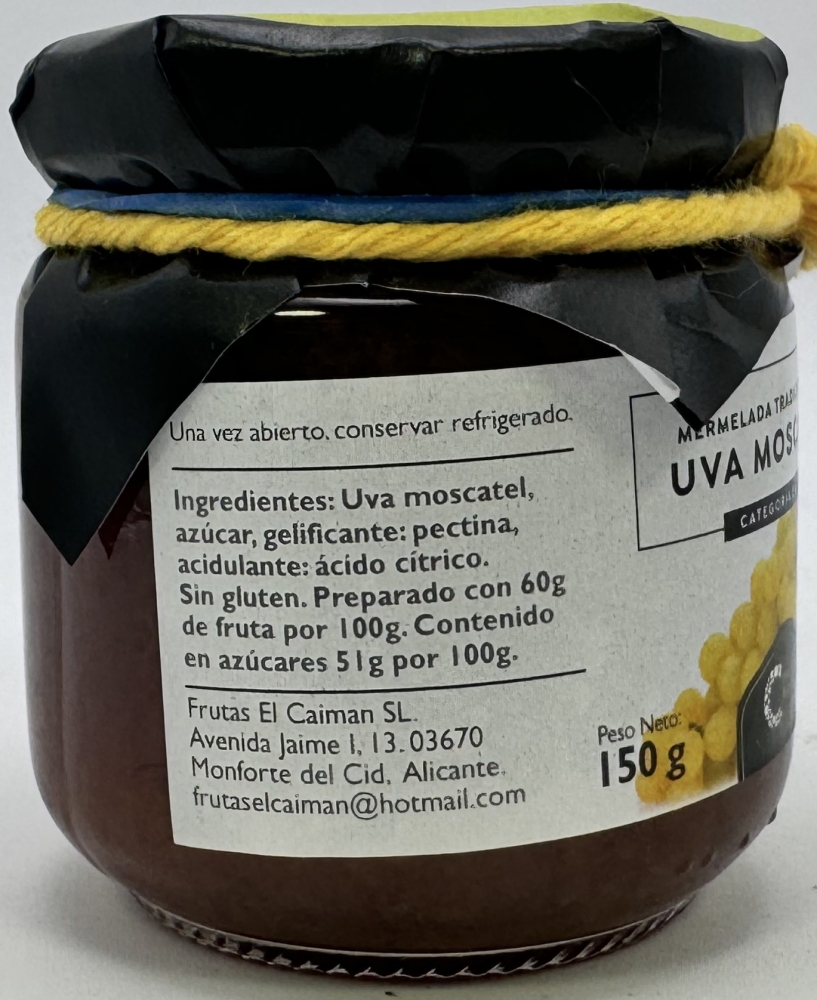 Una vez abierto, conservar refrigerado.
Ingredientes: Uva moscatel,
azúcar, gelificante: pectina,
acidulante: ácido cítrico.
Sin gluten. Preparado con 60g
de fruta por 100g. Contenido
en azúcares 51g por 100g.
Frutas El Caiman SL.
Avenida Jaime I, 13. 03670
Monforte del Cid, Alicante.
frutaselcaiman@hotmail.com
MERMELADA
UVA
Peso Neto:
150 g